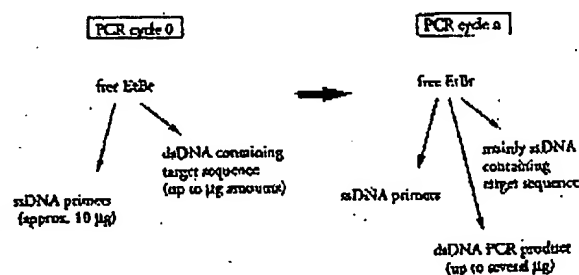 PCR cycle 0
free EtBr
dsDNA containing
target sequence
(up to μg amounts)
ssDNA primers
(approx. 10 μg)
PCR cycle n
free EtBr
mainly ssDNA
containing
target sequence
ssDNA primers
dsDNA PCR product
(up to several μg)